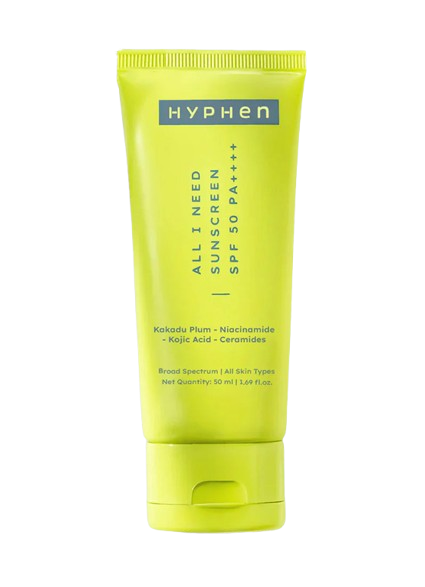 HYPHen
ALL I NEED
SUNSCREEN
SPF 50 PA++++
Kakadu Plum - Niacinamide
- Kojic Acid - Ceramides
Broad Spectrum | All Skin Types
Net Quantity: 50 ml | 1.69 fl.oz.